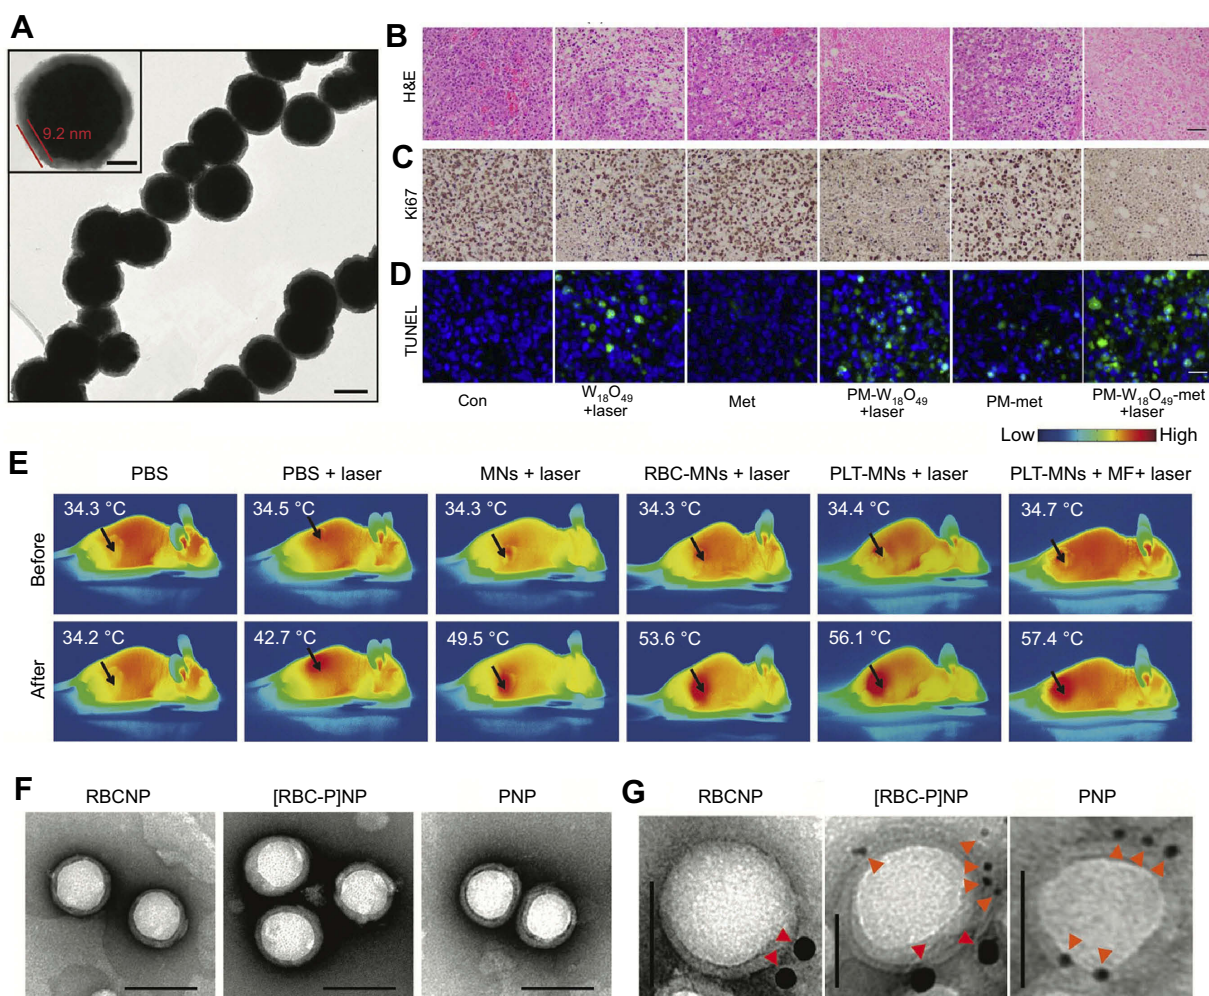 A
9.2 nm
B
H&E
C
Ki67
D
TUNEL
Con
W₁₈O₄₉
+laser
Met
PM-W₁₈O₄₉
+laser
PM-met
PM-W₁₈O₄₉-met
+laser
Low High
E
PBS PBS + laser MNs + laser RBC-MNs + laser PLT-MNs + laser PLT-MNs + MF+ laser
Before
34.3 °C 34.5 °C 34.3 °C 34.3 °C 34.4 °C 34.7 °C
After
34.2 °C 42.7 °C 49.5 °C 53.6 °C 56.1 °C 57.4 °C
F
RBCNP [RBC-P]NP PNP
G
RBCNP [RBC-P]NP PNP